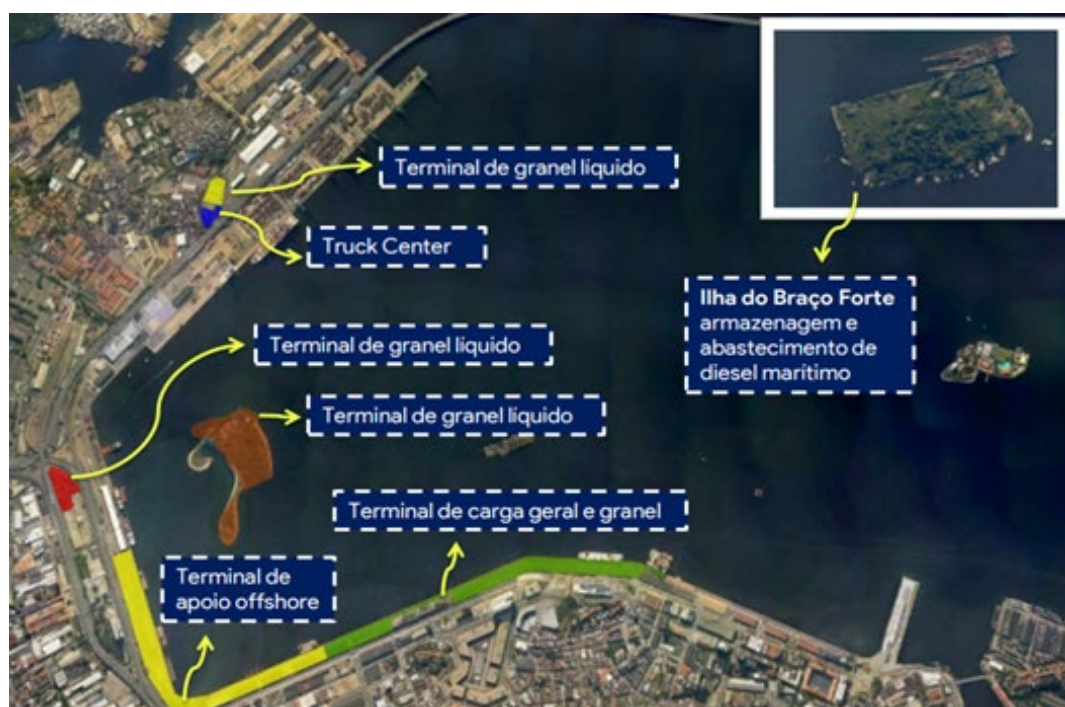 Terminal de granel líquido
Truck Center
Ilha do Braço Forte
armazenagem e
abastecimento de
diesel marítimo
Terminal de granel líquido
Terminal de granel líquido
Terminal de carga geral e granel
Terminal de
apoio offshore